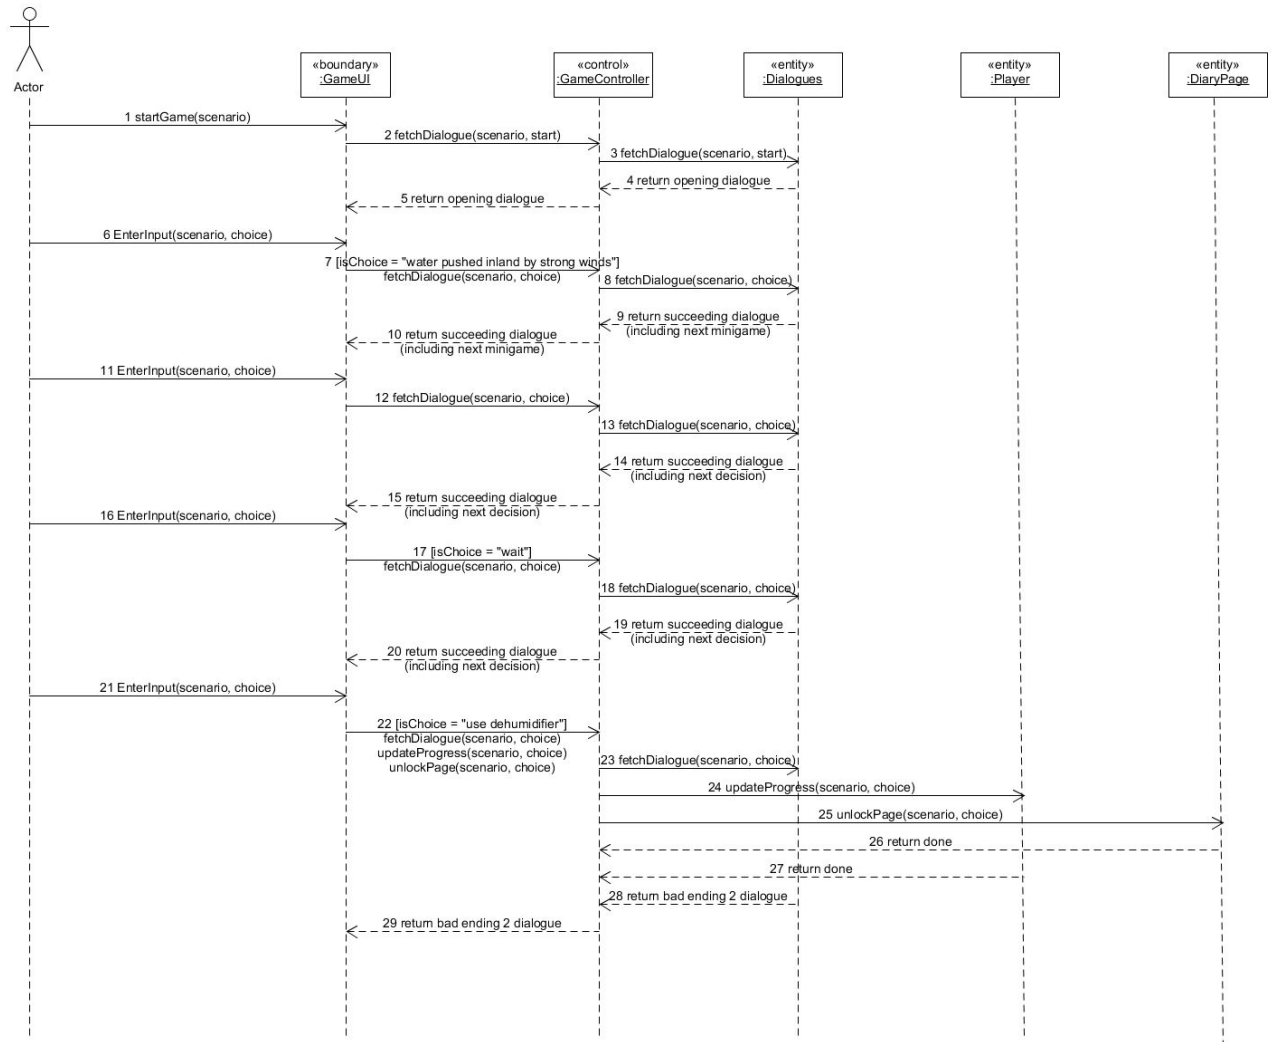 Actor
«boundary»
:GameUI
«control»
:GameController
«entity»
:Dialogues
«entity»
:Player
«entity»
:DiaryPage
1 startGame(scenario)
2 fetchDialogue(scenario, start)
3 fetchDialogue(scenario, start)
4 return opening dialogue
5 return opening dialogue
6 EnterInput(scenario, choice)
7 [isChoice = "water pushed inland by strong winds"]
fetchDialogue(scenario, choice)
8 fetchDialogue(scenario, choice)
9 return succeeding dialogue
(including next minigame)
10 return succeeding dialogue
(including next minigame)
11 EnterInput(scenario, choice)
12 fetchDialogue(scenario, choice)
13 fetchDialogue(scenario, choice)
14 return succeeding dialogue
(including next decision)
15 return succeeding dialogue
(including next decision)
16 EnterInput(scenario, choice)
17 [isChoice = "wait"]
fetchDialogue(scenario, choice)
18 fetchDialogue(scenario, choice)
19 return succeeding dialogue
(including next decision)
20 return succeeding dialogue
(including next decision)
21 EnterInput(scenario, choice)
22 [isChoice = "use dehumidifier"]
fetchDialogue(scenario, choice)
updateProgress(scenario, choice)
unlockPage(scenario, choice)
23 fetchDialogue(scenario, choice)
24 updateProgress(scenario, choice)
25 unlockPage(scenario, choice)
26 return done
27 return done
28 return bad ending 2 dialogue
29 return bad ending 2 dialogue